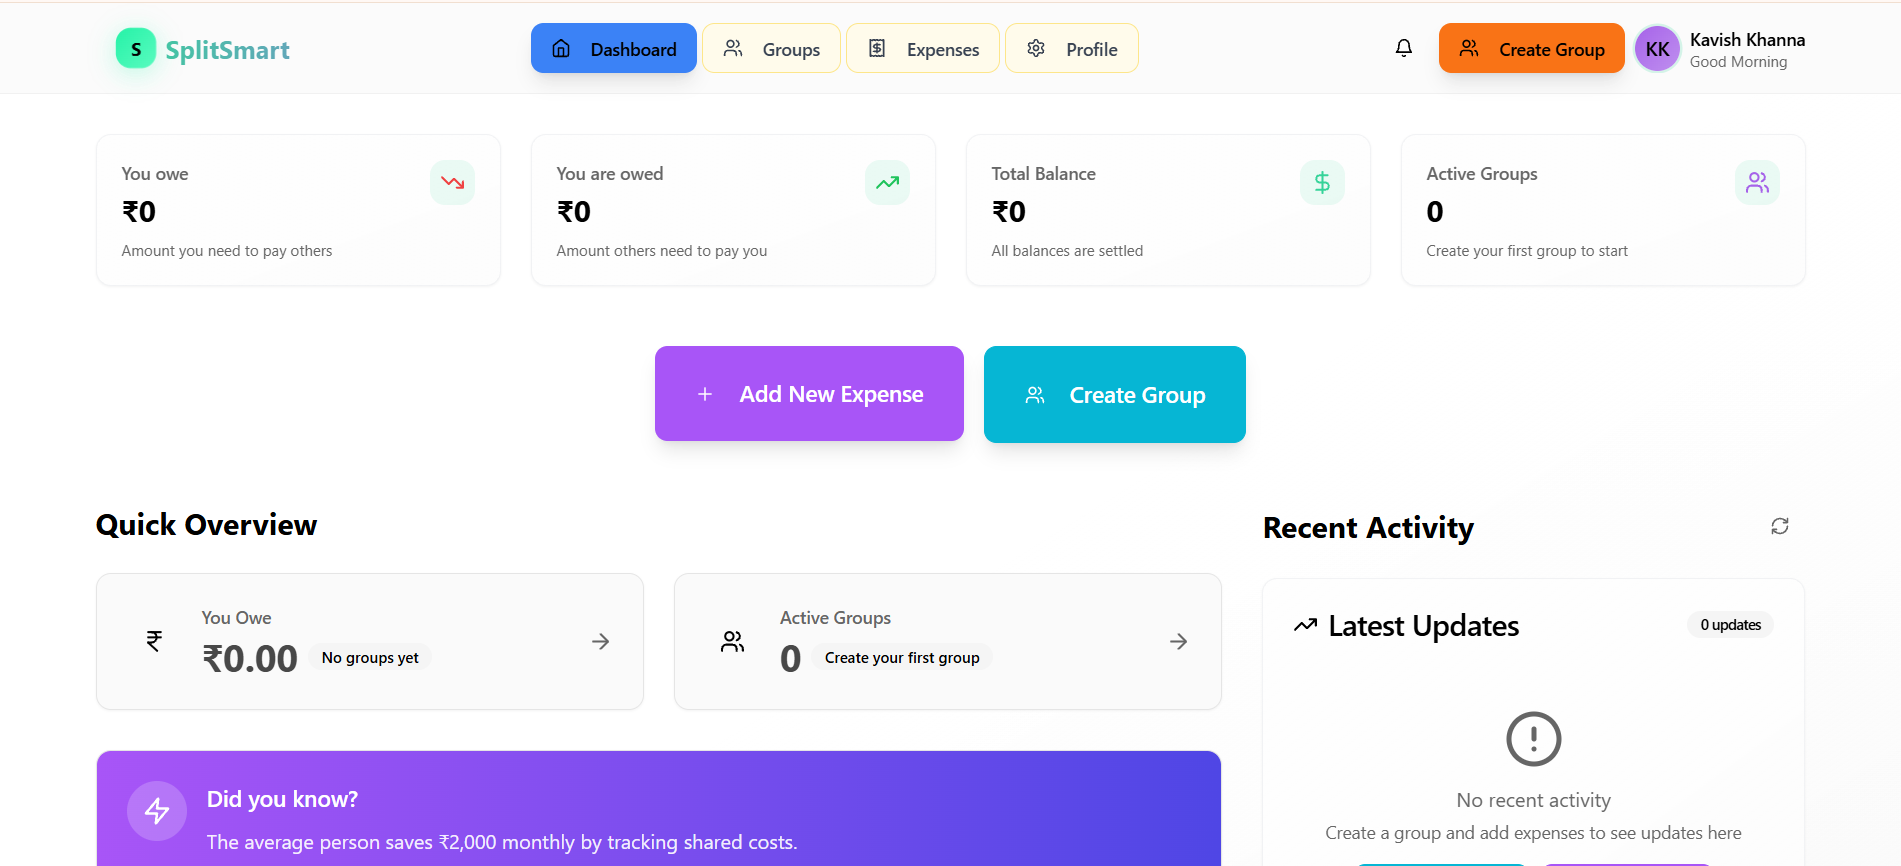 S SplitSmart
Dashboard
Groups
Expenses
Profile
Create Group
KK
Kavish Khanna
Good Morning
You owe
₹0
Amount you need to pay others
You are owed
₹0
Amount others need to pay you
Total Balance
₹0
All balances are settled
Active Groups
0
Create your first group to start
Add New Expense
Create Group
Quick Overview
You Owe
₹0.00 No groups yet
Active Groups
0 Create your first group
Did you know?
The average person saves ₹2,000 monthly by tracking shared costs.
Recent Activity
Latest Updates
0 updates
No recent activity
Create a group and add expenses to see updates here